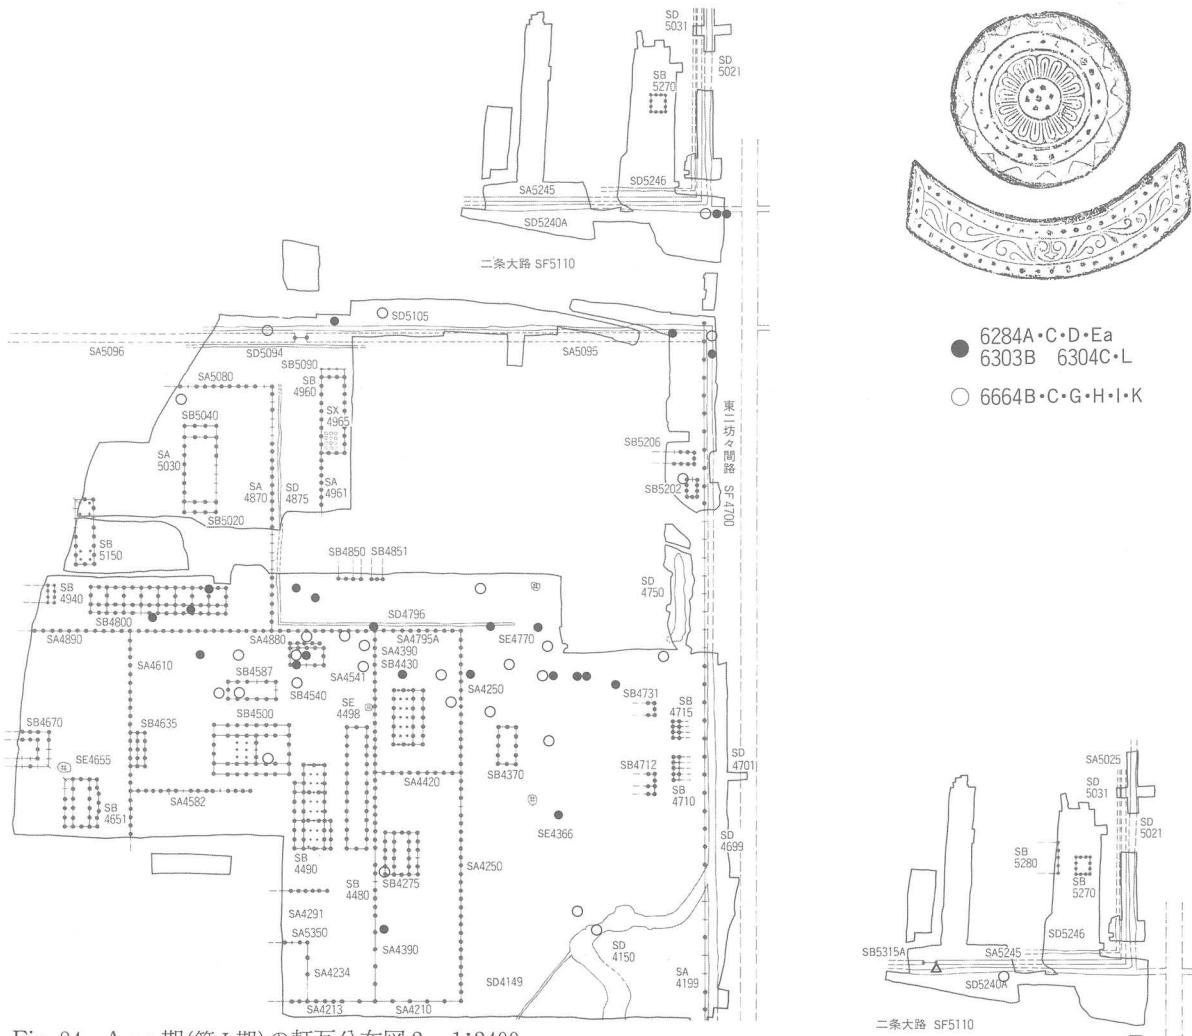 SD
5031
SD
5021
SB
5270
SA5245
SD5246
SD5240A
二条大路 SF5110
6284A・C・D・Ea
6303B 6304C・L
6664B・C・G・H・I・K
SD5105
SA5096
SD5094
SA5095
SB5090
SA5080
SB
4960
SX
4965
SB5040
SA
5030
SA
4870
SD
4875
SA
4961
SB5020
SB
5150
東二坊々間路 SF4700
SB5206
SB5202
SB4850
SB4851
SD
4750
SB
4940
SB4800
SD4796
SA4890
SA4880
SA4795A
SE4770
SA4610
SA4390
SB4430
SB4587
SA4541
SA4250
SB4540
SB4731
SB
4715
SB4500
SE
4498
SB4670
SB4635
SE4655
SB4370
SB4712
SD
4701
SA4420
SB
4710
SA4582
SB
4651
SE4366
SD
4699
SB
4490
SB
4480
SB4275
SA4250
SA4291
SA5350
SA4390
SD
4150
SA4234
SD4149
SA
4199
SA4213
SA4210
SA5025
SD
5031
SD
5021
SB
5280
SB
5270
SD5246
SB5315A
SA5245
SD5240A
二条大路 SF5110